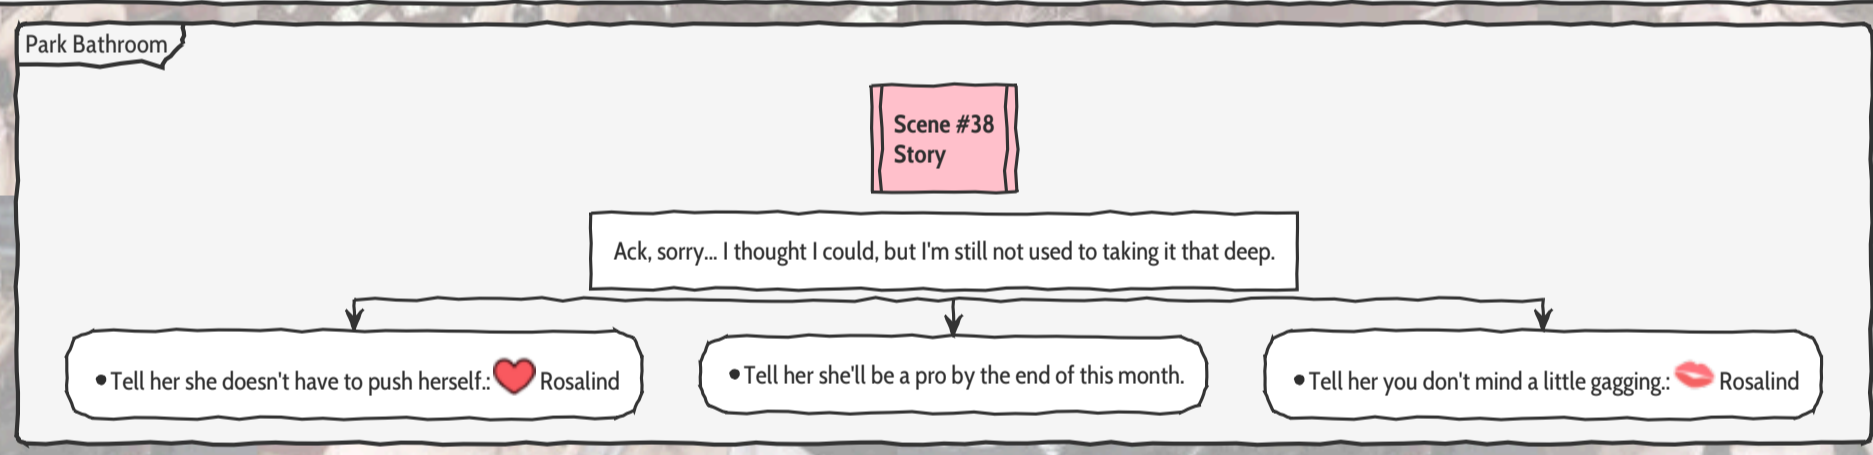 Park Bathroom
Scene #38
Story
Ack, sorry... I thought I could, but I'm still not used to taking it that deep.
•Tell her she doesn't have to push herself.: ❤️ Rosalind
•Tell her she'll be a pro by the end of this month.
•Tell her you don't mind a little gagging.: 💋 Rosalind